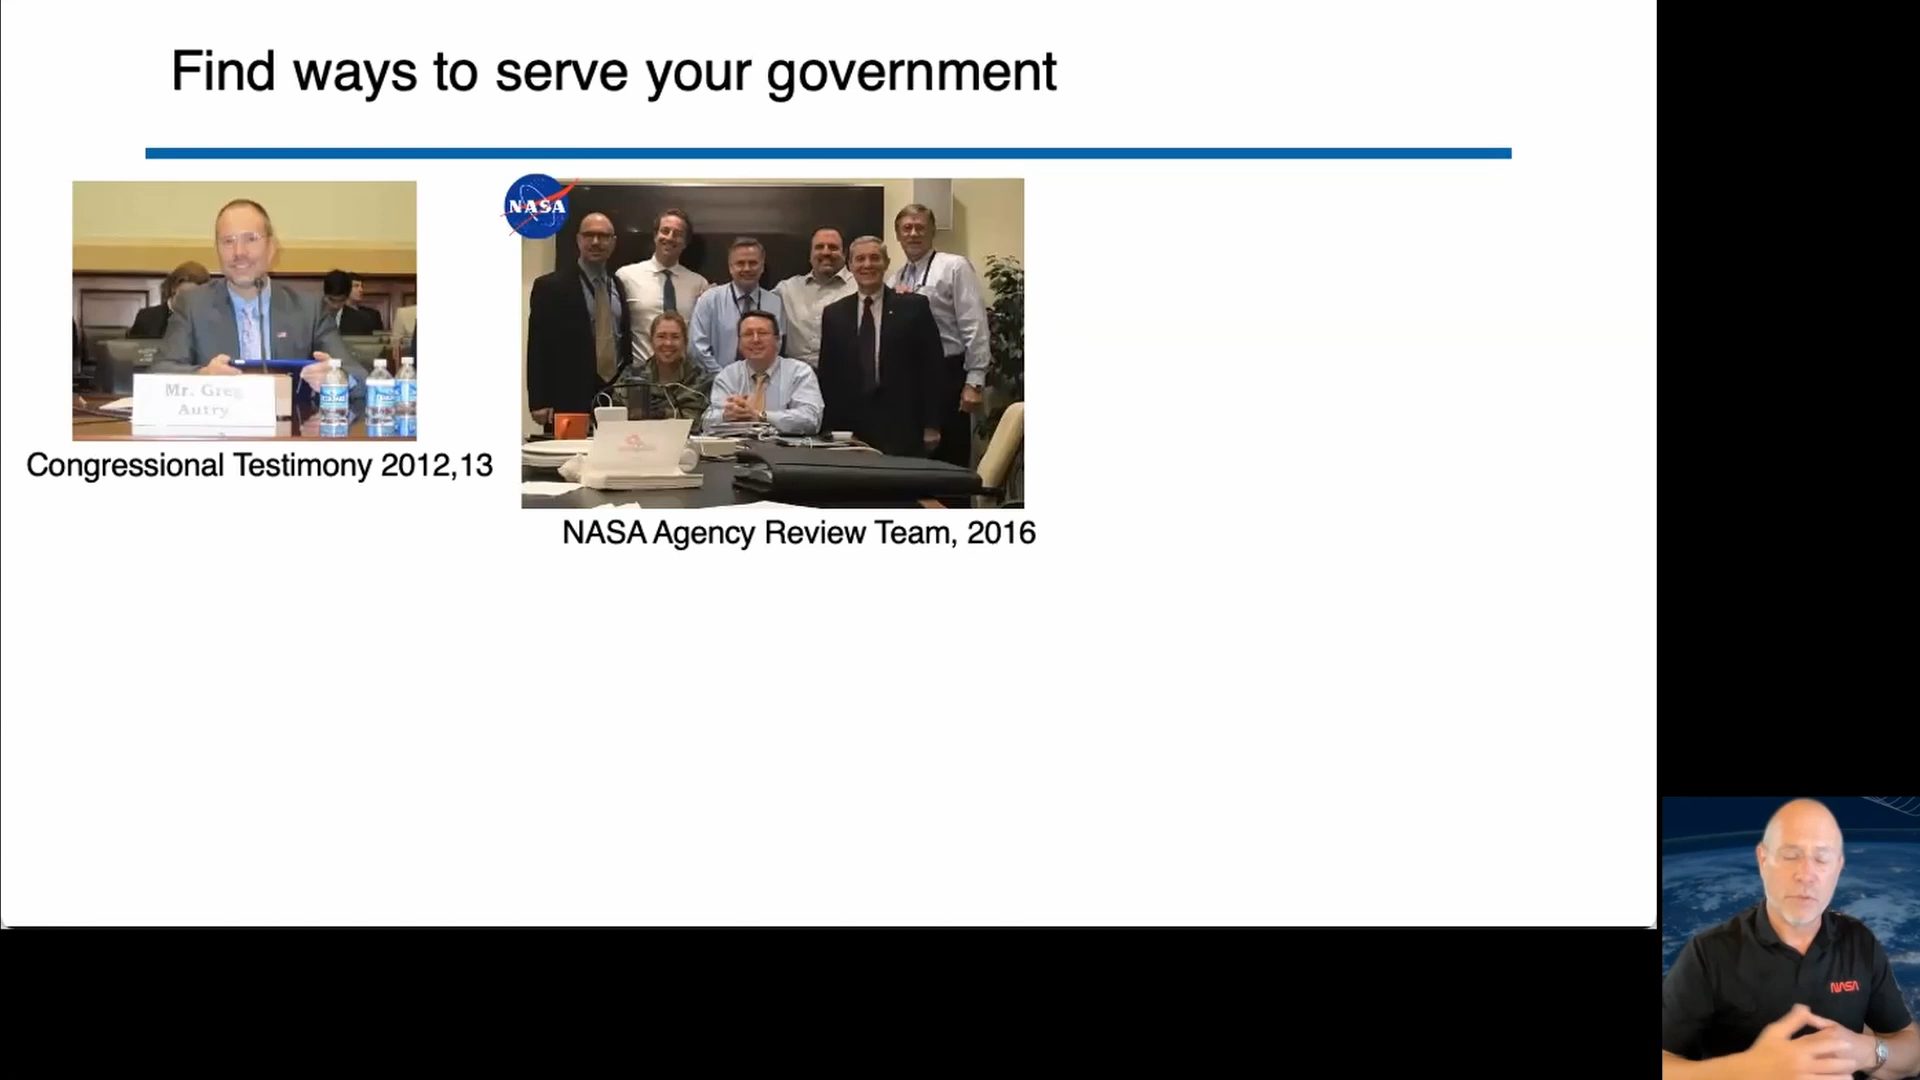 Find ways to serve your government
NASA
Mr. Greg
Autry
Congressional Testimony 2012,13
NASA Agency Review Team, 2016
NASA